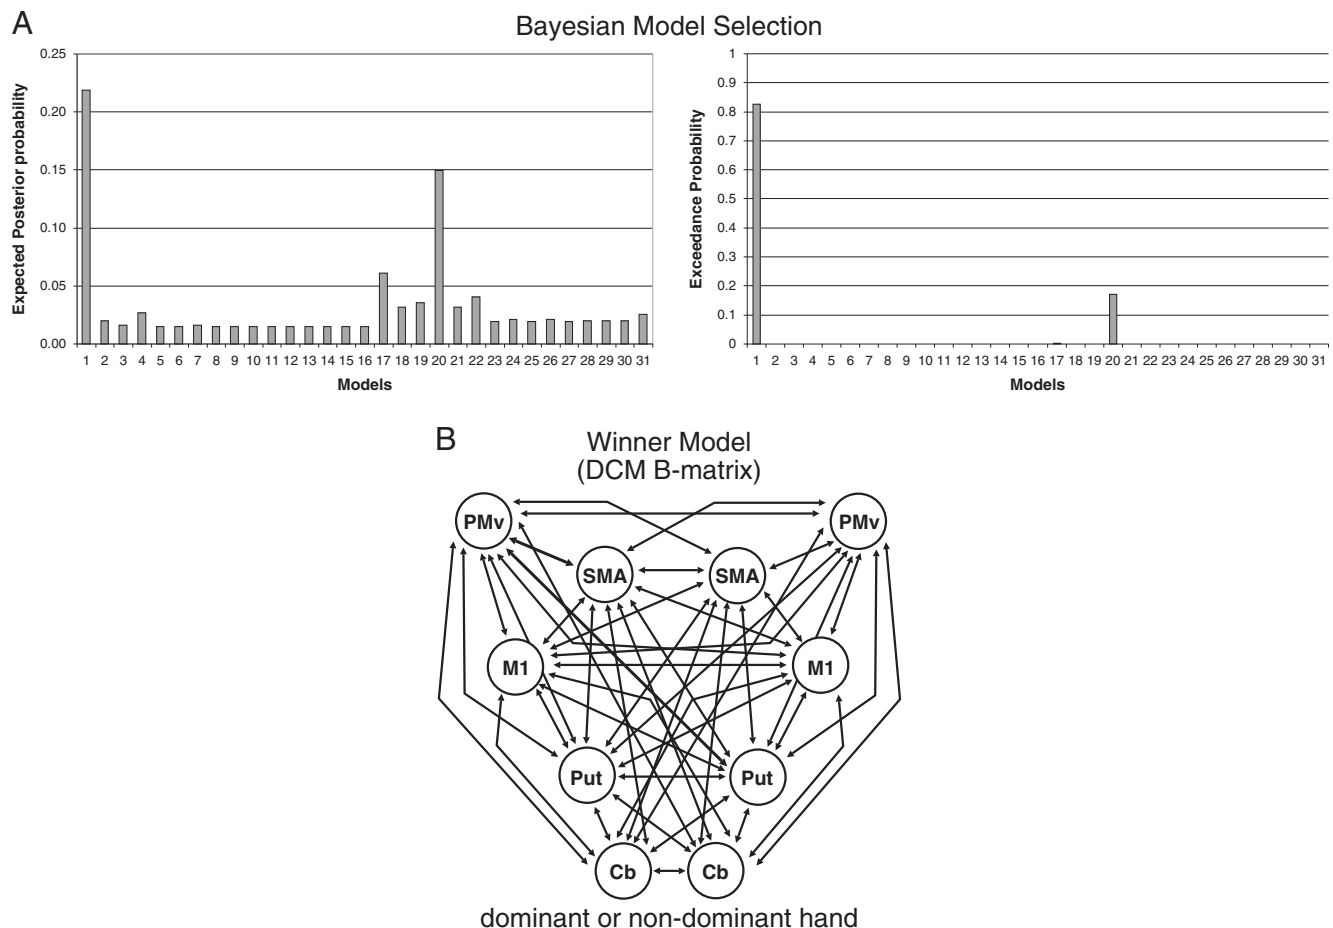 A
Bayesian Model Selection
Expected Posterior probability
0.25
0.20
0.15
0.10
0.05
0.00
1 2 3 4 5 6 7 8 9 10 11 12 13 14 15 16 17 18 19 20 21 22 23 24 25 26 27 28 29 30 31
Models
Exceedance Probability
1
0.9
0.8
0.7
0.6
0.5
0.4
0.3
0.2
0.1
0
1 2 3 4 5 6 7 8 9 10 11 12 13 14 15 16 17 18 19 20 21 22 23 24 25 26 27 28 29 30 31
Models
B
Winner Model
(DCM B-matrix)
PMv PMv
SMA SMA
M1 M1
Put Put
Cb Cb
dominant or non-dominant hand